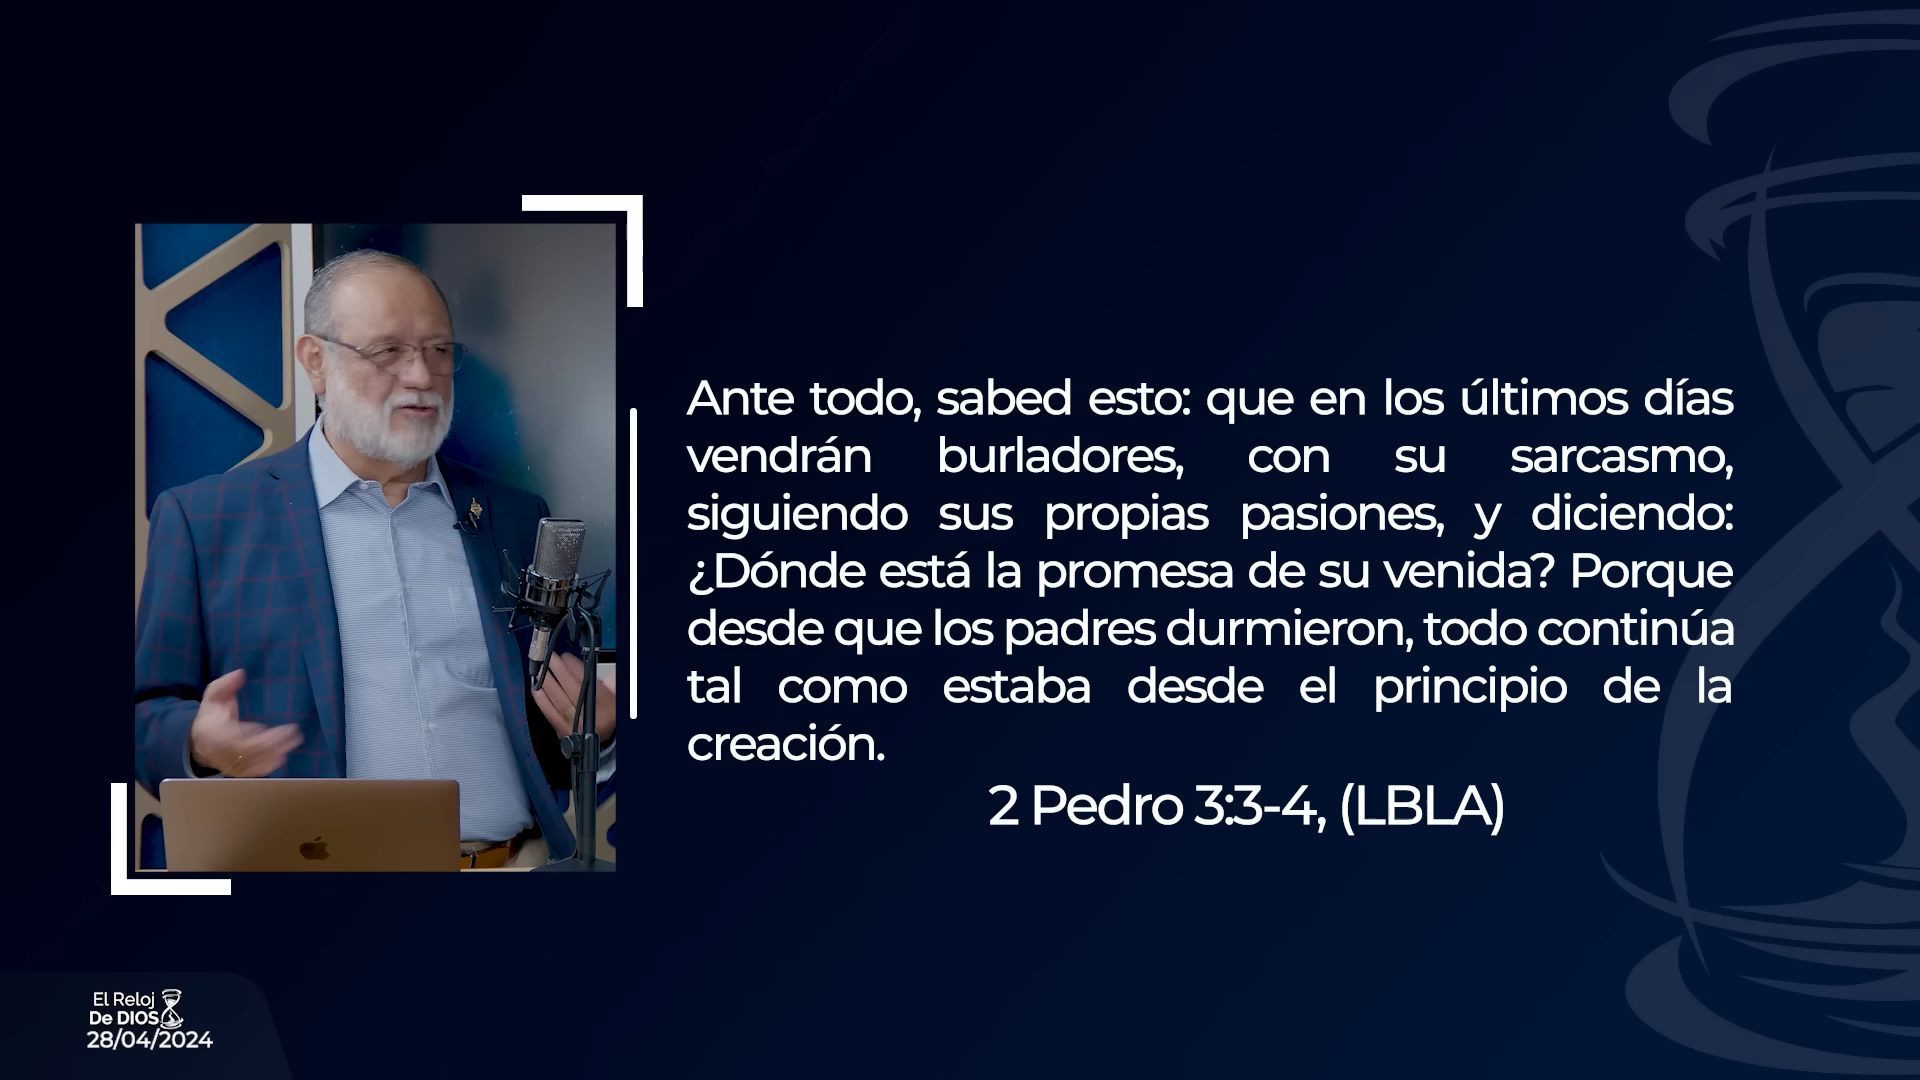 Ante todo, sabed esto: que en los últimos días
vendrán burladores, con su sarcasmo,
siguiendo sus propias pasiones, y diciendo:
¿Dónde está la promesa de su venida? Porque
desde que los padres durmieron, todo continúa
tal como estaba desde el principio de la
creación.
2 Pedro 3:3-4, (LBLA)
El Reloj
De DIOS
28/04/2024